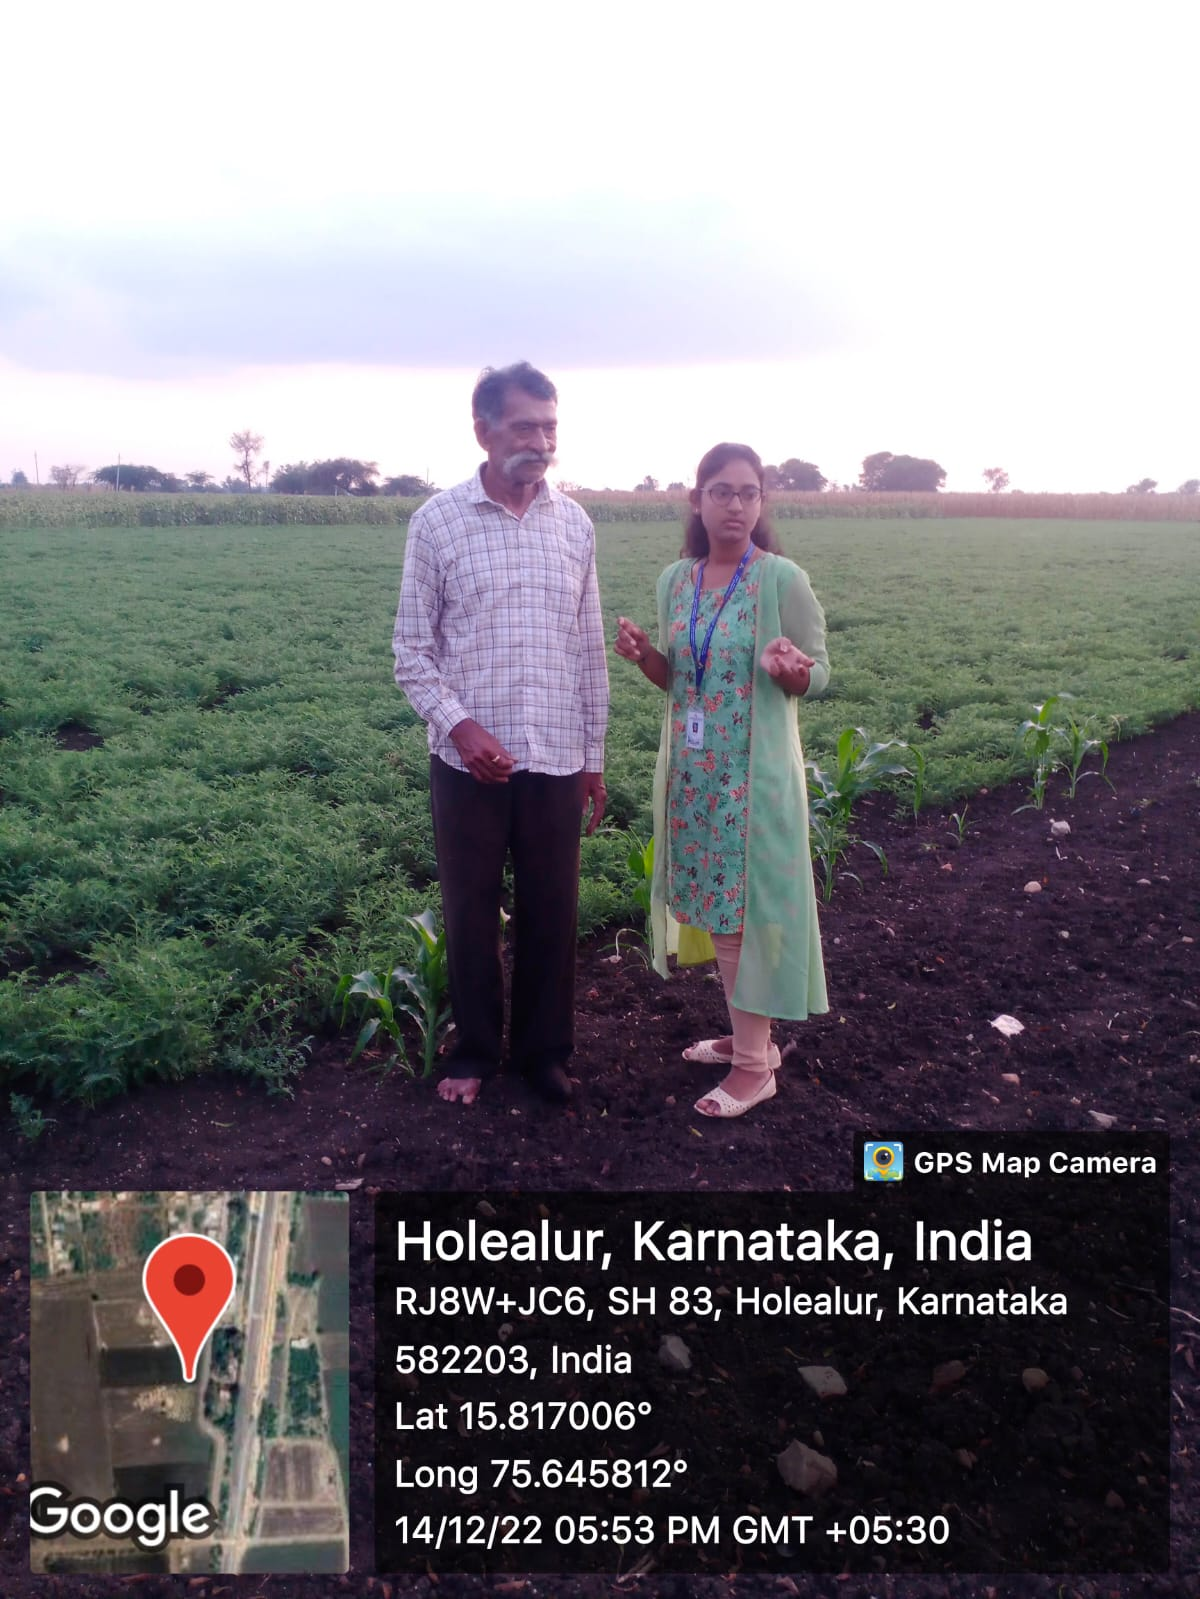 GPS Map Camera
Holealur, Karnataka, India
RJ8W+JC6, SH 83, Holealur, Karnataka
582203, India
Lat 15.817006°
Long 75.645812°
14/12/22 05:53 PM GMT +05:30
Google